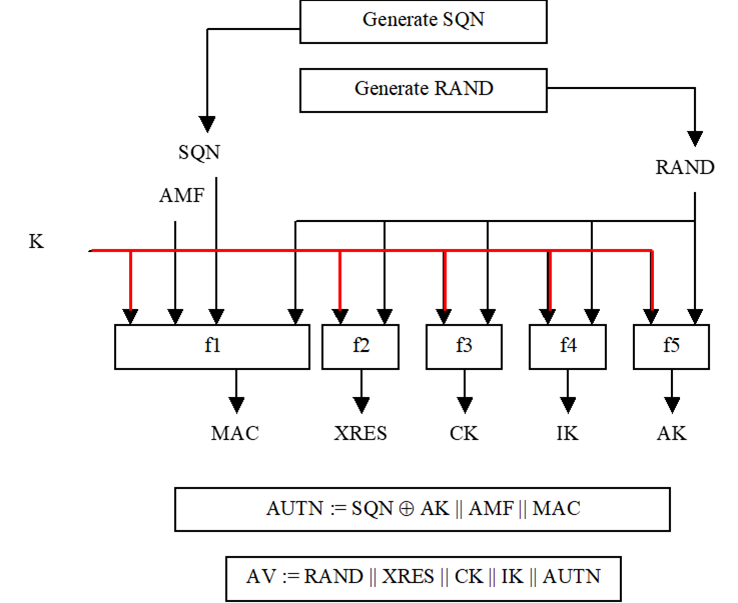 Generate SQN
Generate RAND
SQN
RAND
AMF
K
f1
f2
f3
f4
f5
MAC
XRES
CK
IK
AK
AUTN := SQN ⊕ AK || AMF || MAC
AV := RAND || XRES || CK || IK || AUTN